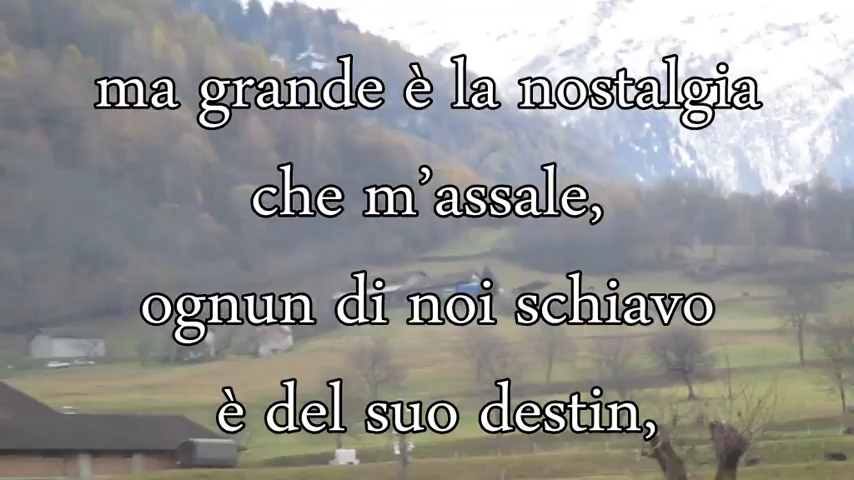 ma grande è la nostalgia
che m’assale,
ognun di noi schiavo
è del suo destin,